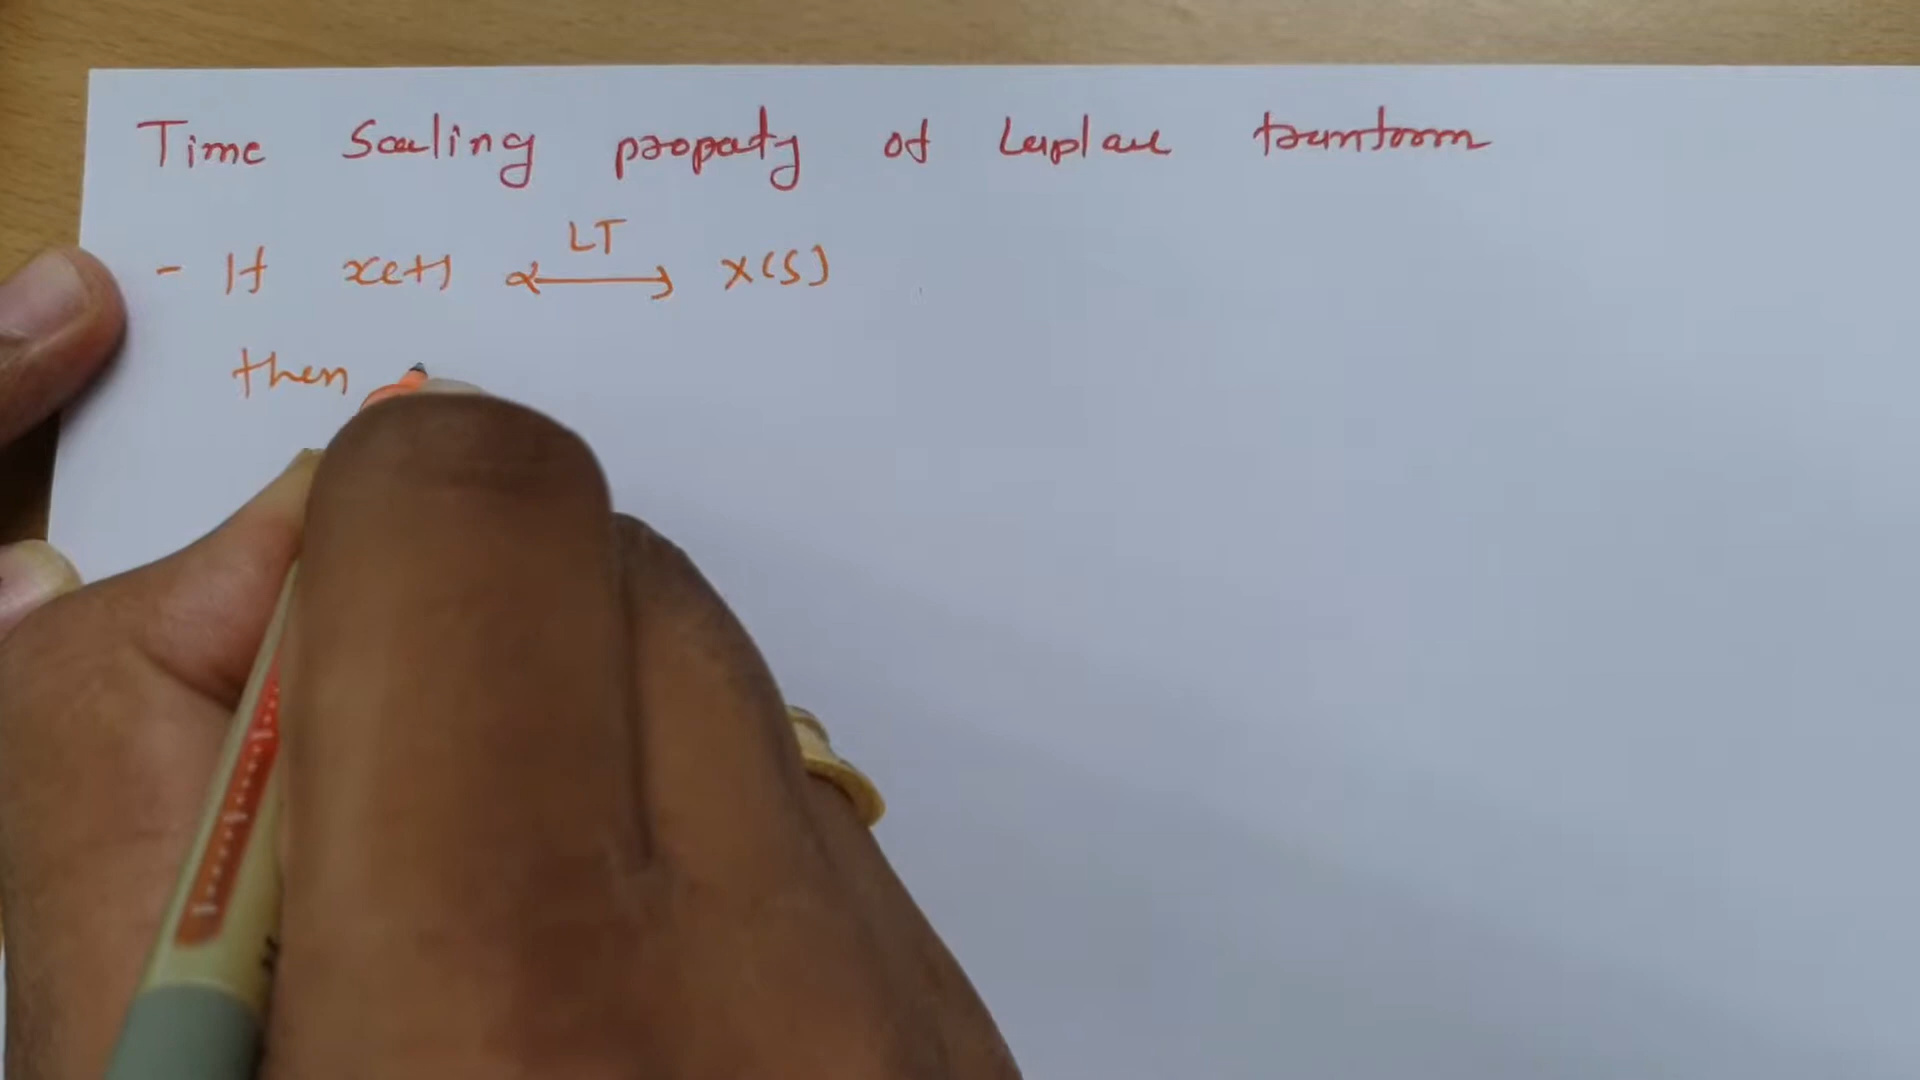 Time Scaling property of Laplace transform
- If x(t) LT ⟷ X(s)
then